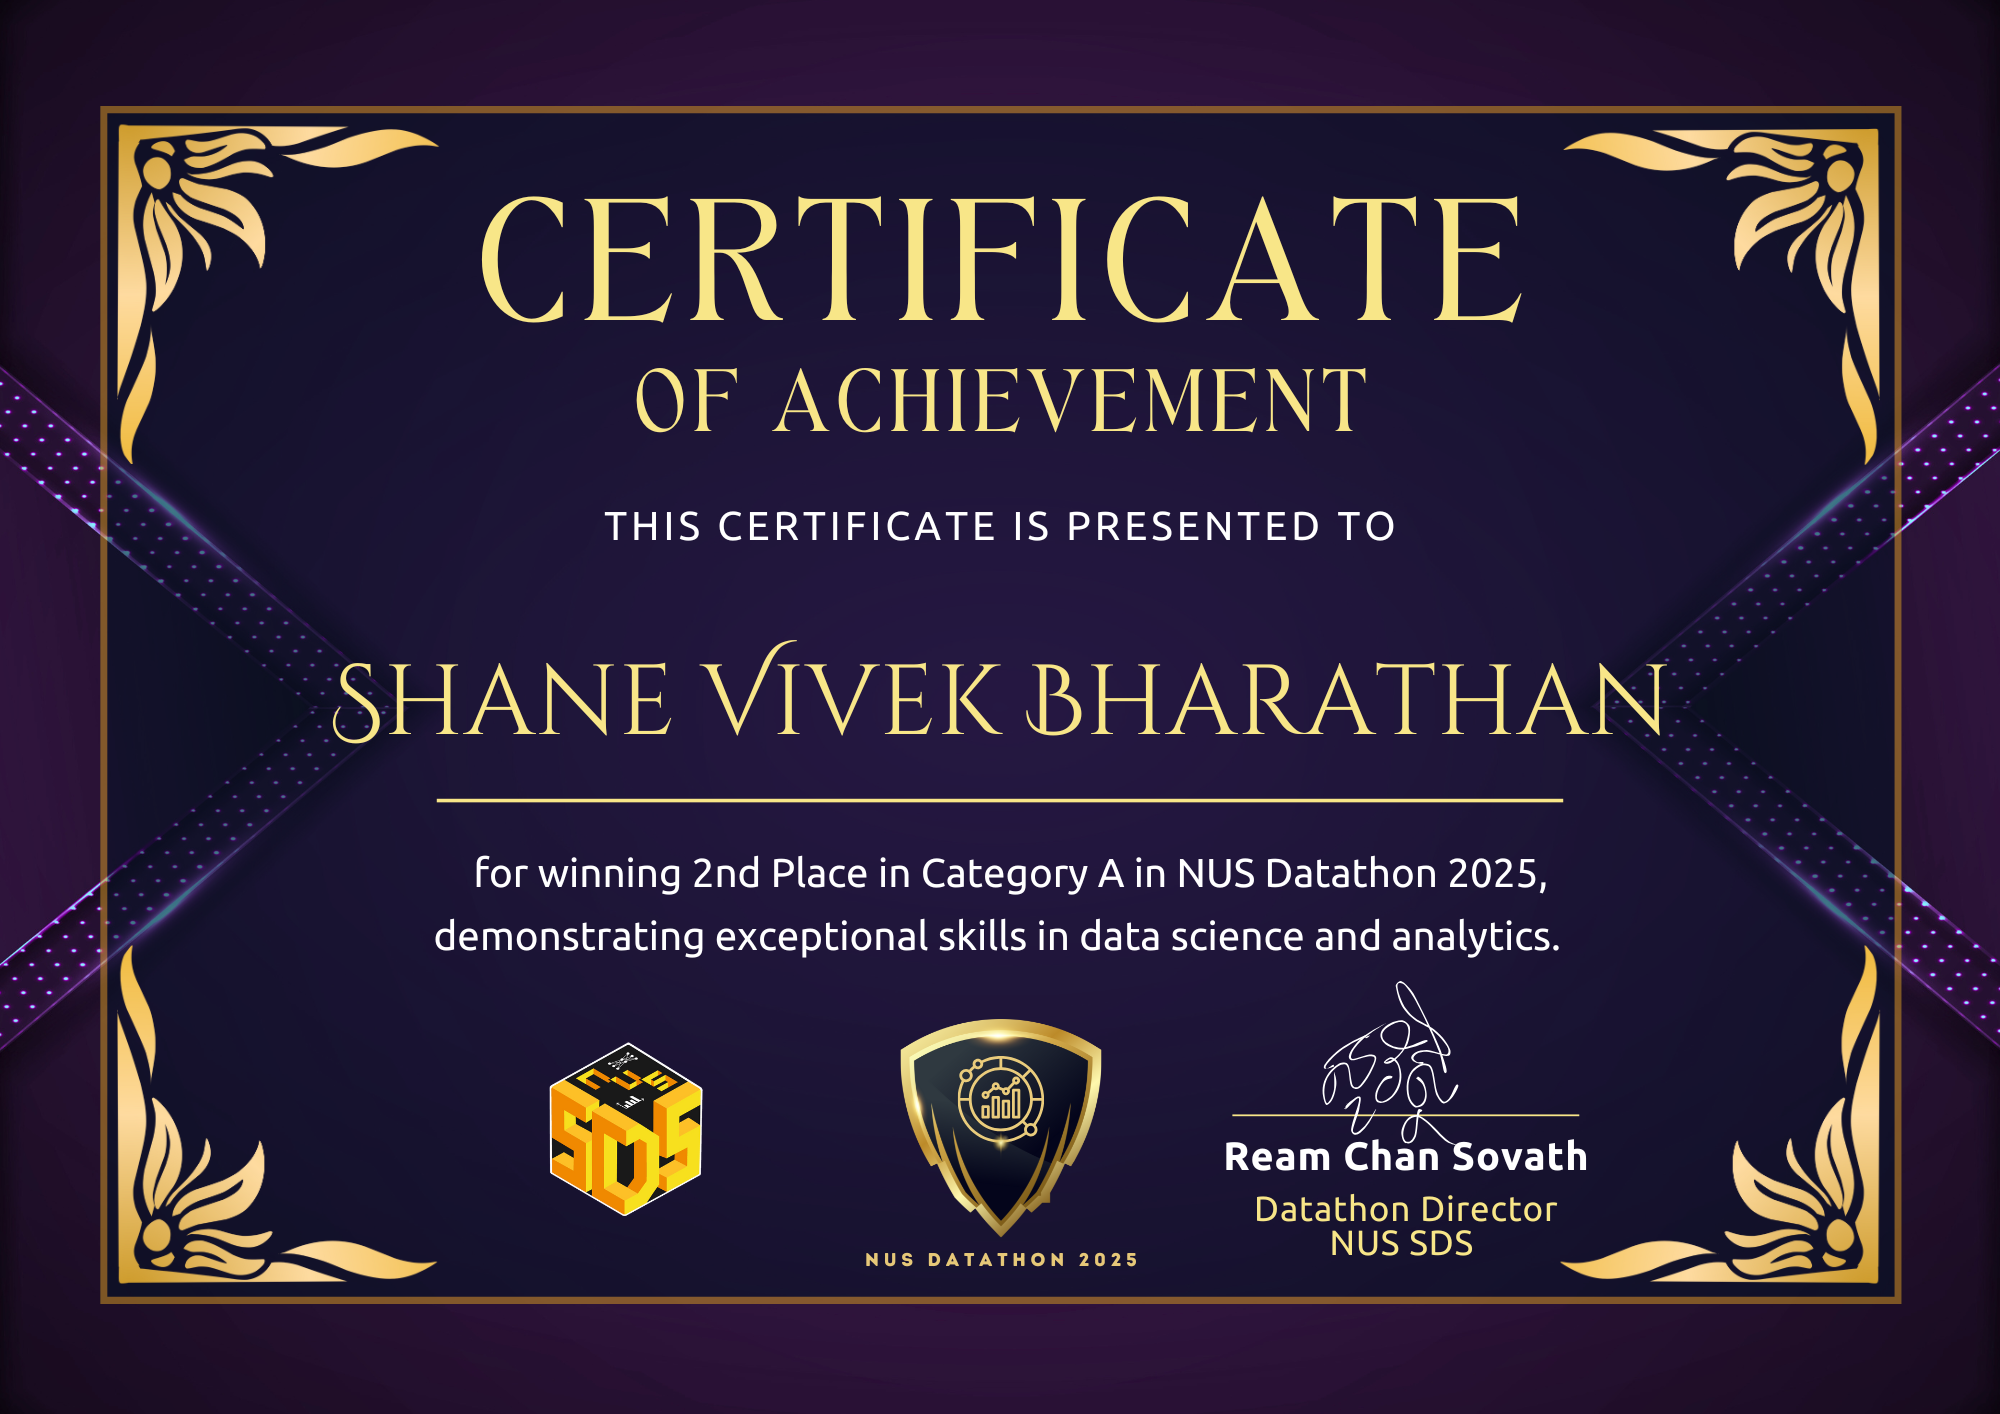 CERTIFICATE
OF ACHIEVEMENT
THIS CERTIFICATE IS PRESENTED TO
SHANE VIVEK BHARATHAN
for winning 2nd Place in Category A in NUS Datathon 2025,
demonstrating exceptional skills in data science and analytics.
NUS
SDS
NUS DATATHON 2025
Ream Chan Sovath
Datathon Director
NUS SDS